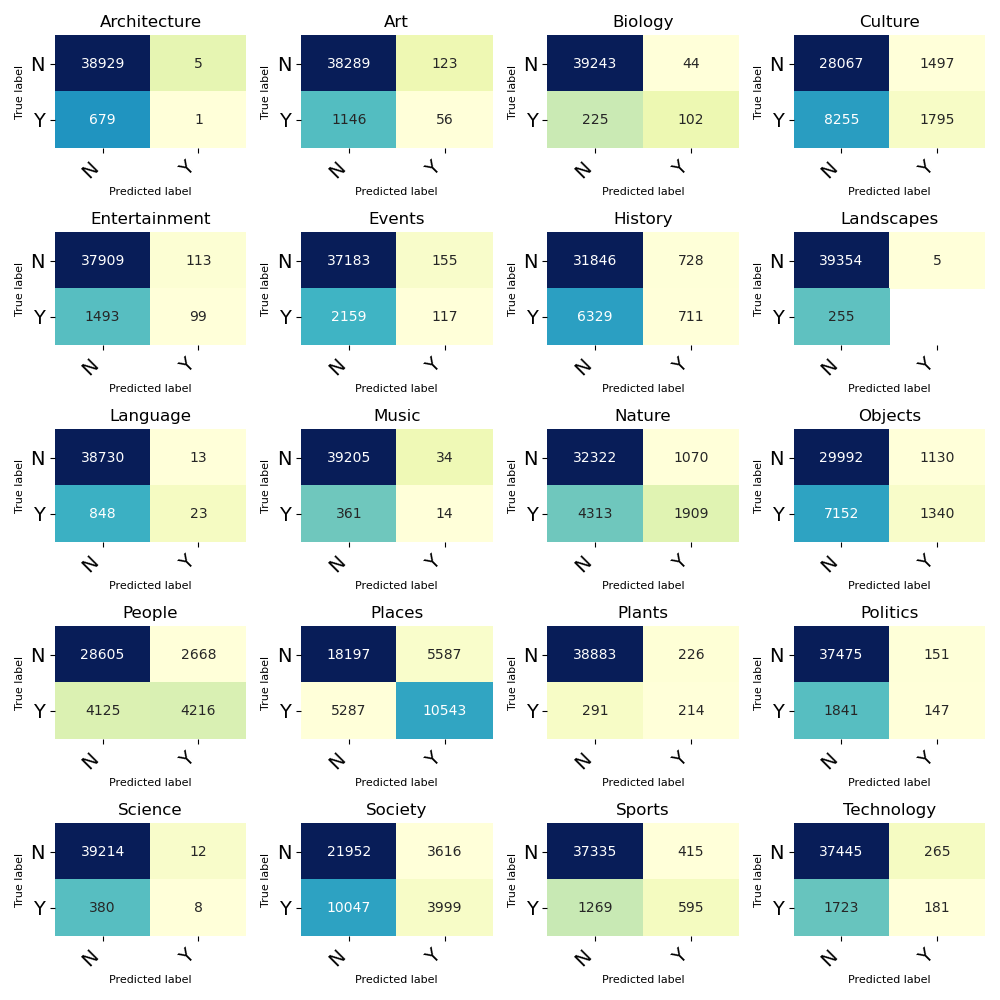 Architecture
Art
Biology
Culture
True label
N
38929
5
True label
N
38289
123
True label
N
39243
44
True label
N
28067
1497
Y
679
1
Y
1146
56
Y
225
102
Y
8255
1795
N
Y
N
Y
N
Y
N
Y
Predicted label
Predicted label
Predicted label
Predicted label
Entertainment
Events
History
Landscapes
True label
N
37909
113
True label
N
37183
155
True label
N
31846
728
True label
N
39354
5
Y
1493
99
Y
2159
117
Y
6329
711
Y
255
N
Y
N
Y
N
Y
N
Y
Predicted label
Predicted label
Predicted label
Predicted label
Language
Music
Nature
Objects
True label
N
38730
13
True label
N
39205
34
True label
N
32322
1070
True label
N
29992
1130
Y
848
23
Y
361
14
Y
4313
1909
Y
7152
1340
N
Y
N
Y
N
Y
N
Y
Predicted label
Predicted label
Predicted label
Predicted label
People
Places
Plants
Politics
True label
N
28605
2668
True label
N
18197
5587
True label
N
38883
226
True label
N
37475
151
Y
4125
4216
Y
5287
10543
Y
291
214
Y
1841
147
N
Y
N
Y
N
Y
N
Y
Predicted label
Predicted label
Predicted label
Predicted label
Science
Society
Sports
Technology
True label
N
39214
12
True label
N
21952
3616
True label
N
37335
415
True label
N
37445
265
Y
380
8
Y
10047
3999
Y
1269
595
Y
1723
181
N
Y
N
Y
N
Y
N
Y
Predicted label
Predicted label
Predicted label
Predicted label